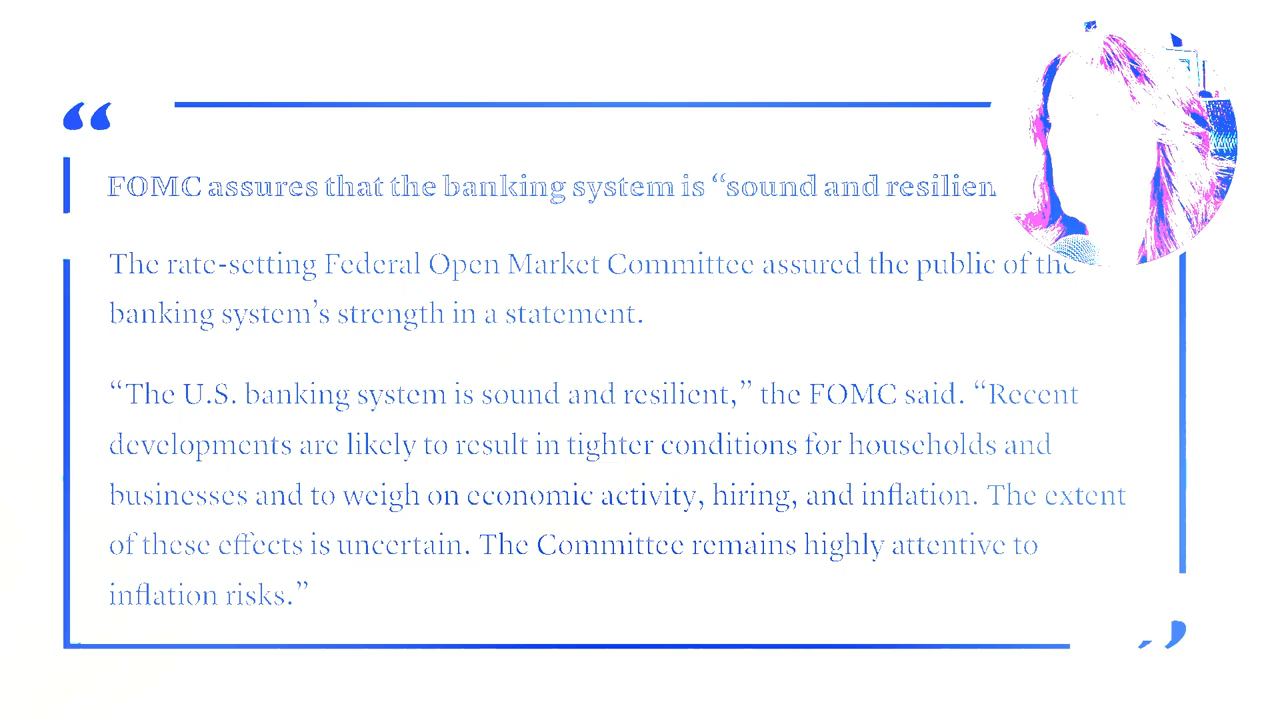 FOMC assures that the banking system is “sound and resilien
The rate-setting Federal Open Market Committee assured the public of the
banking system’s strength in a statement.
“The U.S. banking system is sound and resilient,” the FOMC said. “Recent
developments are likely to result in tighter conditions for households and
businesses and to weigh on economic activity, hiring, and inflation. The extent
of these effects is uncertain. The Committee remains highly attentive to
inflation risks.”